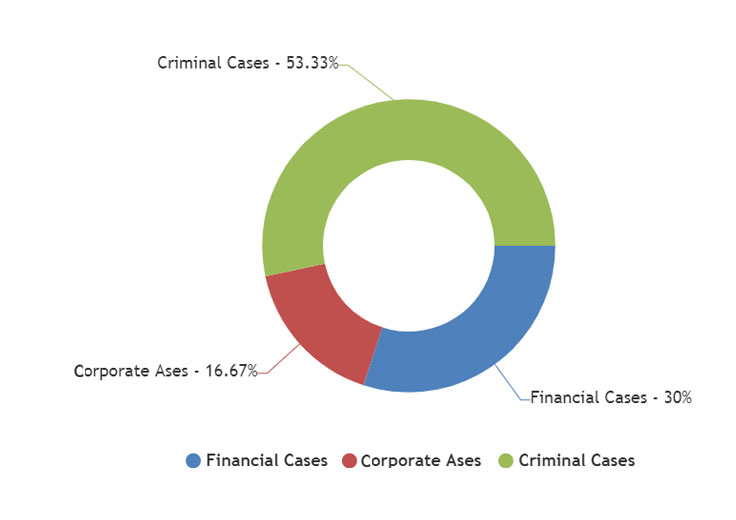 Criminal Cases - 53.33%
Corporate Ases - 16.67%
Financial Cases - 30%
Financial Cases Corporate Ases Criminal Cases